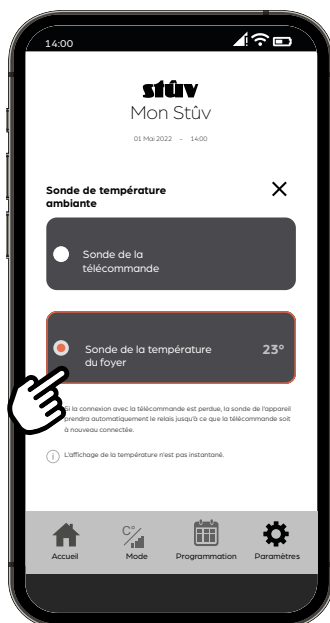 14:00
stûv
Mon Stûv
01 Mai 2022 - 14:00
Sonde de température
ambiante
Sonde de la
télécommande
Sonde de la température
du foyer
23°
Si la connexion avec la télécommande est perdue, la sonde de l'appareil
prendra automatiquement le relais jusqu'à ce que la télécommande soit
à nouveau connectée.
i L'affichage de la température n'est pas instantané.
C°
Accueil Mode Programmation Paramètres